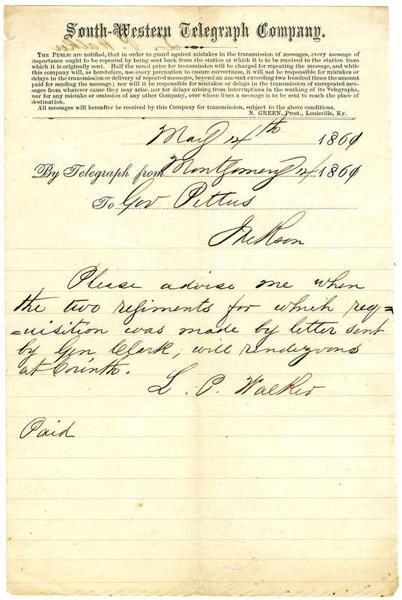 South-Western Telegraph Company.
The Public are notified, that in order to guard against mistakes in the transmission of messages, every message of
importance ought to be repeated by being sent back from the station at which it is to be received to the station from
which it is originally sent. Half the usual price for transmission will be charged for repeating the message, and while
this company will, as heretofore, use every precaution to ensure correctness, it will not be responsible for mistakes or
delays in the transmission or delivery of repeated messages, beyond an amount exceeding two hundred times the amount
paid for sending the message; nor will it be responsible for mistakes or delays in the transmission of unrepeated mes-
sages from whatever cause they may arise, nor for delays arising from interruptions in the working of its Telegraphs,
nor for any mistake or omission of any other Company, over whose lines a message is to be sent to reach the place of
destination.
All messages will hereafter be received by this Company for transmission, subject to the above conditions.
N. GREEN, Prest., Louisville, Ky.
May 14th 1861
By Telegraph from Montgomery 14 1861
To Gov Pettus
Jackson
Please advise me when
the two regiments for which req=
=uisition was made by letter sent
by Gen Clark, will rendezvous
at Corinth.
L. P. Walker
Paid